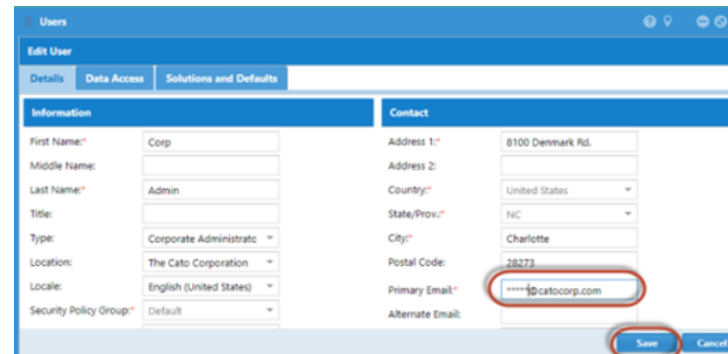 Users
Edit User
Details Data Access Solutions and Defaults
Information
First Name:* Corp
Middle Name:
Last Name:* Admin
Title:
Type: Corporate Administratc
Location: The Cato Corporation
Locale: English (United States)
Security Policy Group:* Default
Contact
Address 1:* 8100 Denmark Rd.
Address 2:
Country:* United States
State/Prov.:* NC
City:* Charlotte
Postal Code: 28273
Primary Email:* *****@catocorp.com
Alternate Email:
Save Cancel